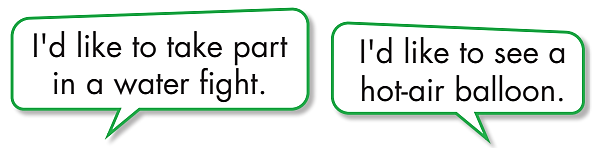 I'd like to take part
in a water fight.
I'd like to see a
hot-air balloon.